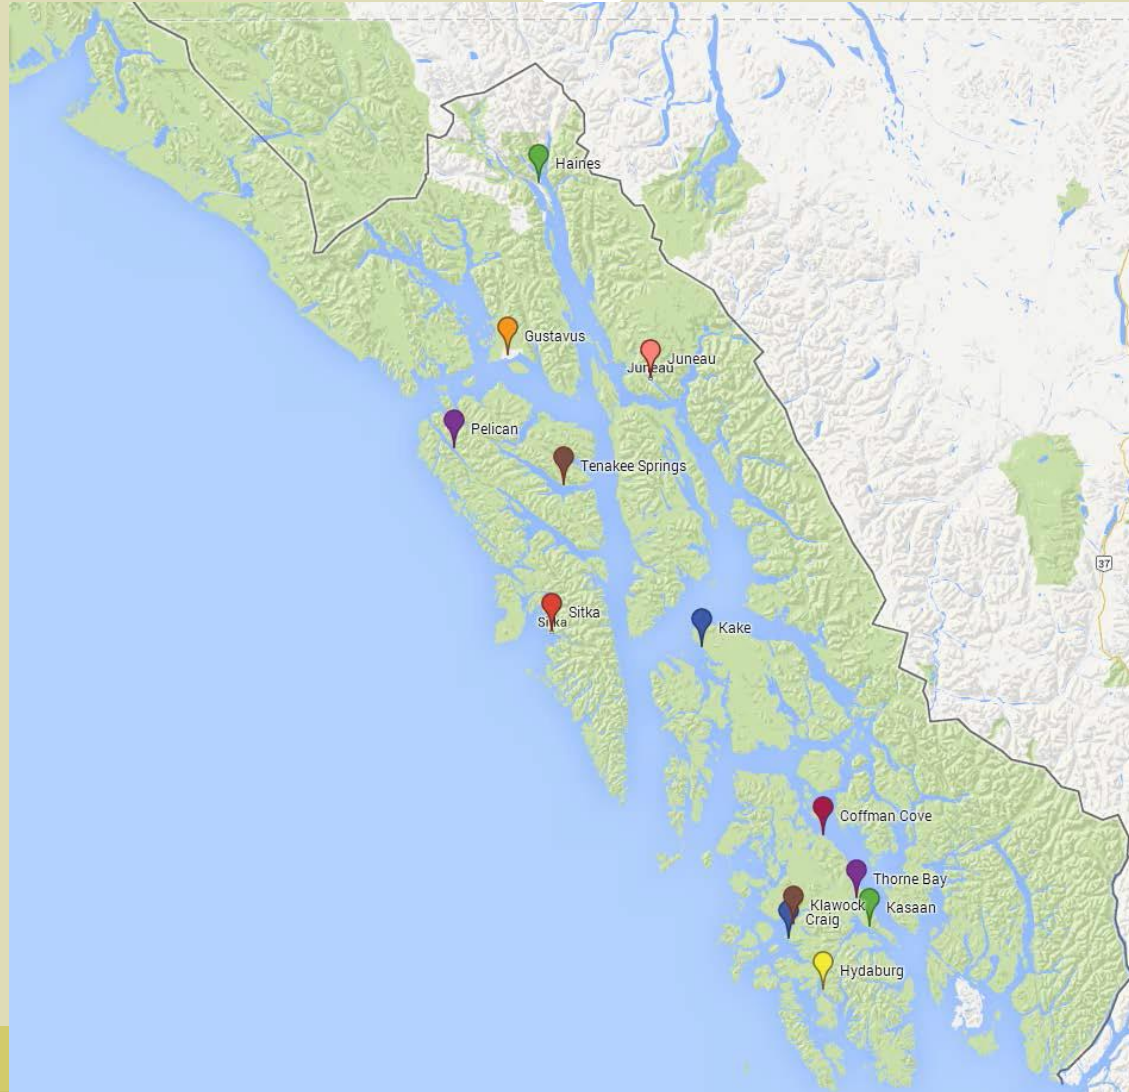 Haines
Gustavus
Juneau
Juneau
Pelican
Tenakee Springs
37
Sitka
Sitka
Kake
Coffman Cove
Thorne Bay
Klawock
Kasaan
Craig
Hydaburg